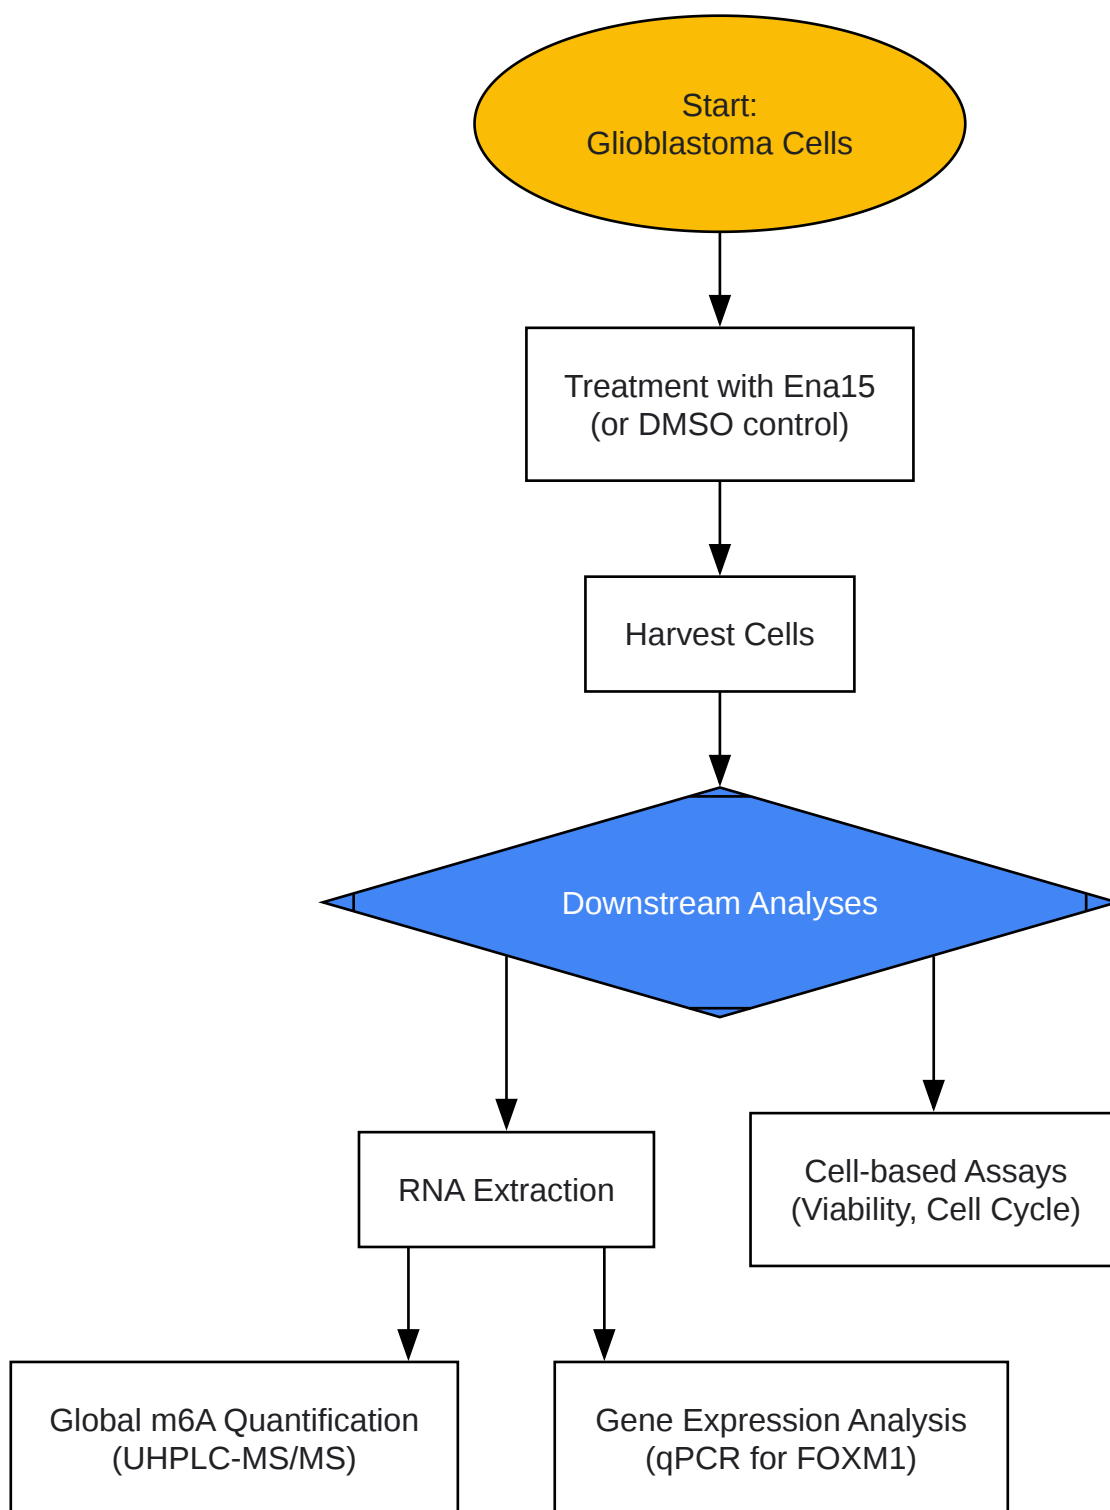 Start:
Glioblastoma Cells
Treatment with Ena15
(or DMSO control)
Harvest Cells
Downstream Analyses
RNA Extraction
Cell-based Assays
(Viability, Cell Cycle)
Global m6A Quantification
(UHPLC-MS/MS)
Gene Expression Analysis
(qPCR for FOXM1)